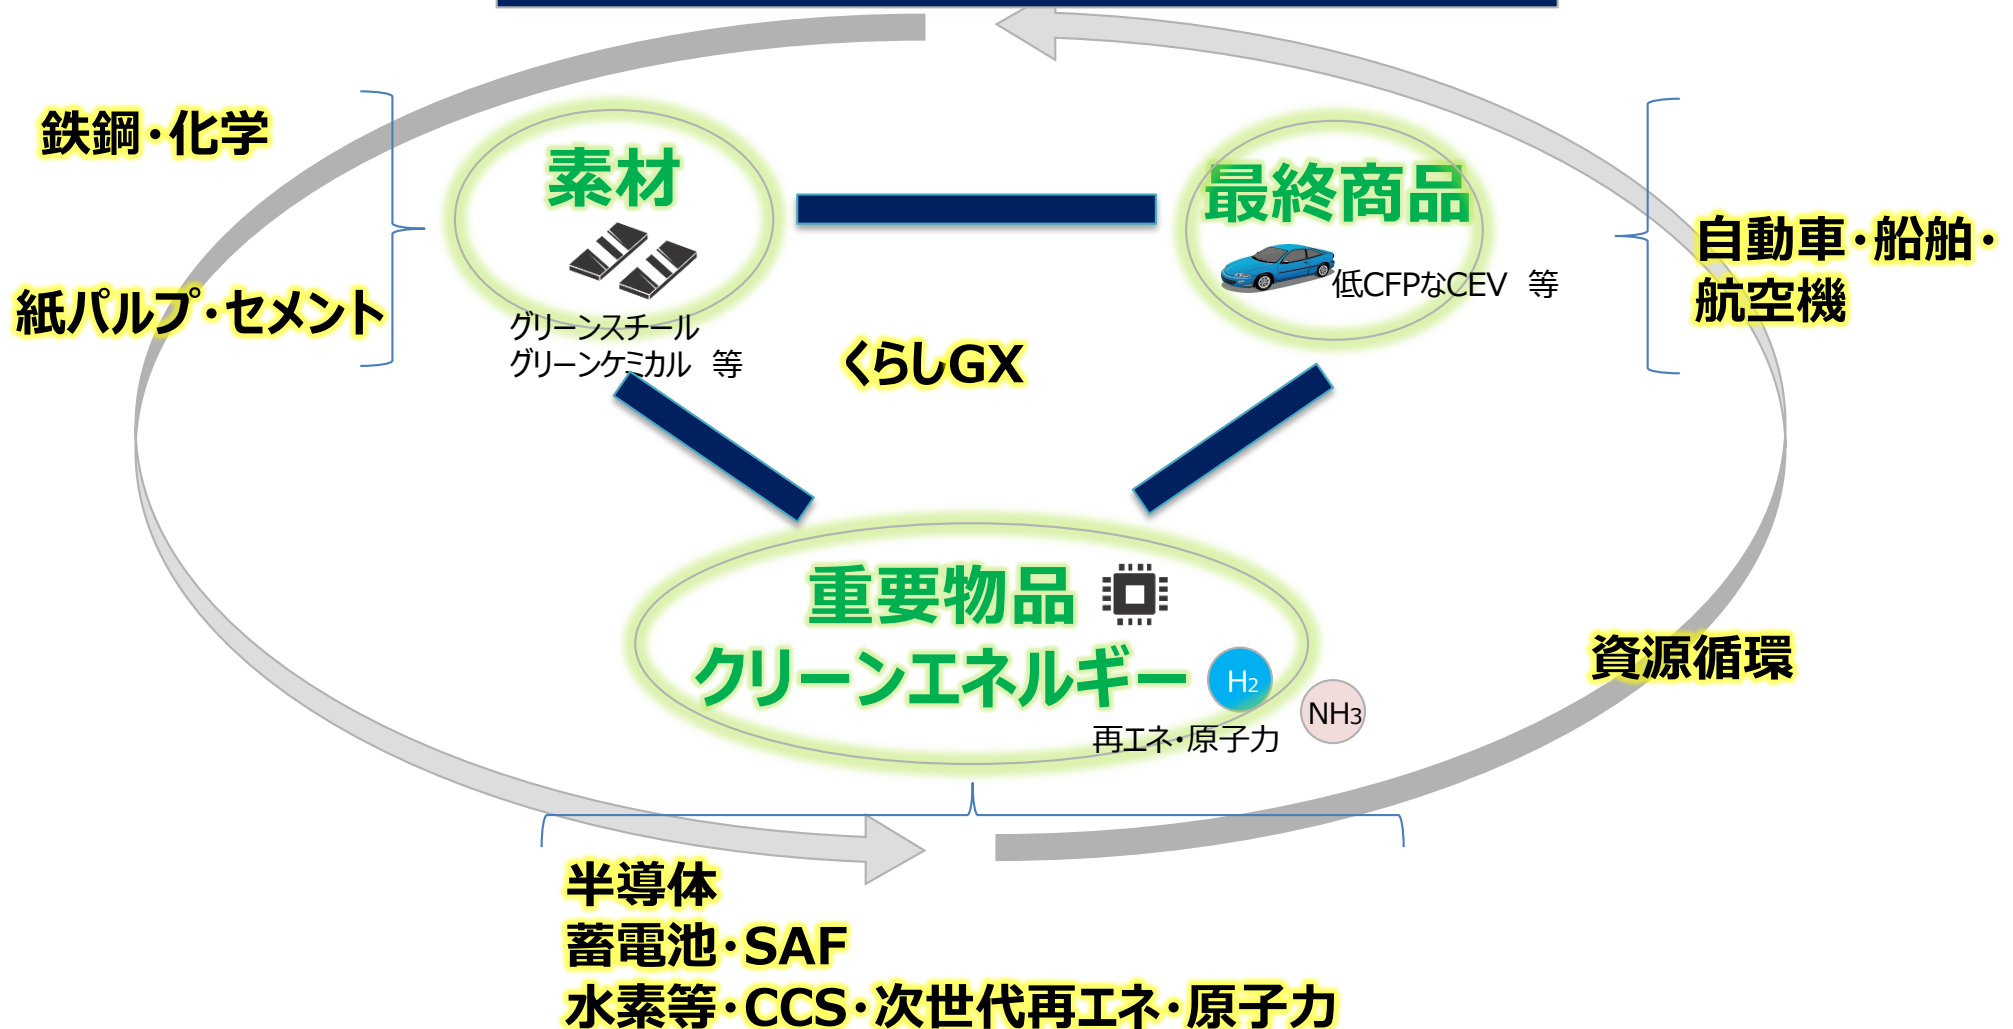 鉄鋼・化学
紙パルプ・セメント
素材
グリーンスチール
グリーンケミカル 等
最終商品
低CFPなCEV 等
自動車・船舶・
航空機
くらしGX
重要物品
クリーンエネルギー
H2
NH3
再エネ・原子力
資源循環
半導体
蓄電池・SAF
水素等・CCS・次世代再エネ・原子力